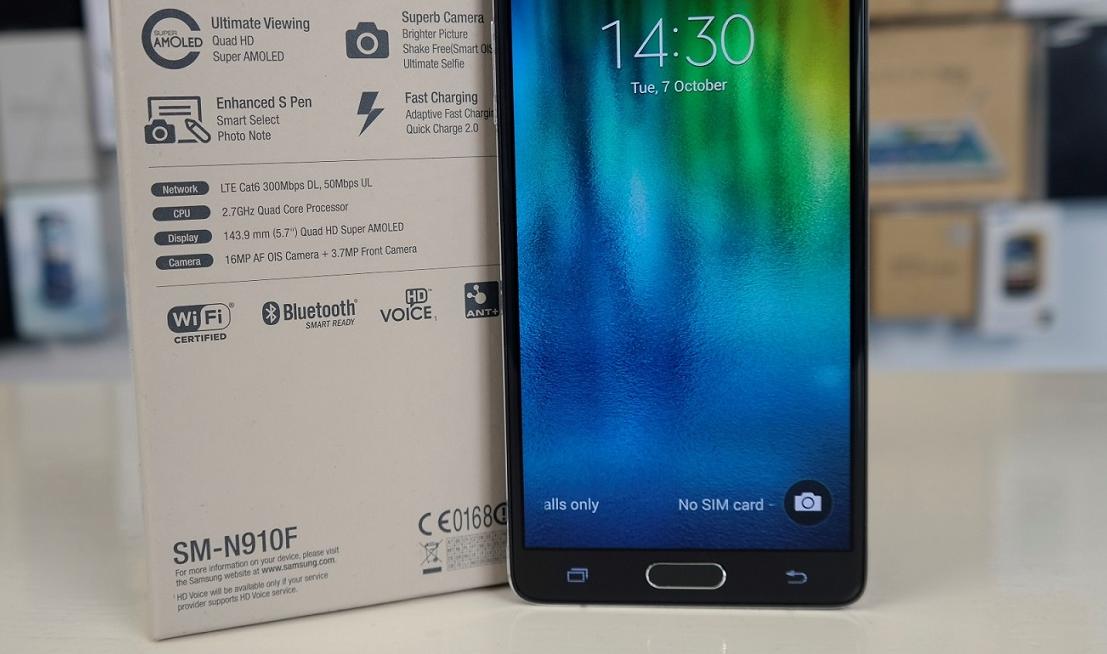 SUPER
AMOLED
Ultimate Viewing
Quad HD
Super AMOLED
Superb Camera
Brighter Picture
Shake Free(Smart OIS
Ultimate Selfie
Enhanced S Pen
Smart Select
Photo Note
Fast Charging
Adaptive Fast Chargin
Quick Charge 2.0
Network LTE Cat6 300Mbps DL, 50Mbps UL
CPU 2.7GHz Quad Core Processor
Display 143.9 mm (5.7") Quad HD Super AMOLED
Camera 16MP AF OIS Camera + 3.7MP Front Camera
Wi Fi ®
CERTIFIED
Bluetooth®
SMART READY
HD™
VOICE 1
ANT+
CE0168
SM-N910F
For more information on your device, please visit
the Samsung website at www.samsung.com.
¹ HD Voice will be available only if your service
provider supports HD Voice service.
14:30
Tue, 7 October
alls only
No SIM card -